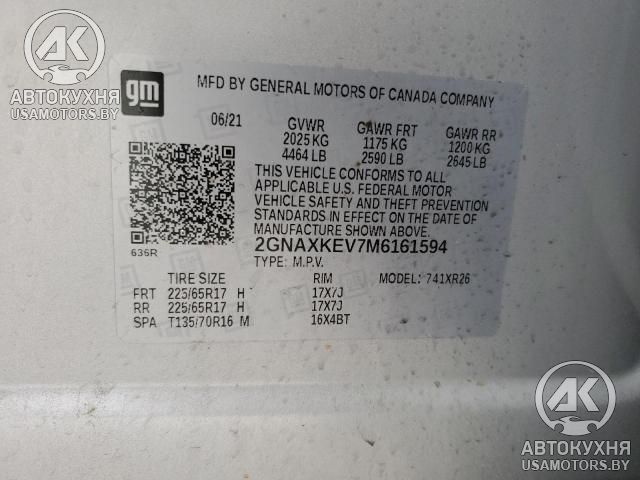 AK
АВТОКУХНЯ
USAMOTORS.BY
gm
MFD BY GENERAL MOTORS OF CANADA COMPANY
06/21 GVWR GAWR FRT GAWR RR
2025 KG 1175 KG 1200 KG
4464 LB 2590 LB 2645 LB
THIS VEHICLE CONFORMS TO ALL
APPLICABLE U.S. FEDERAL MOTOR
VEHICLE SAFETY AND THEFT PREVENTION
STANDARDS IN EFFECT ON THE DATE OF
MANUFACTURE SHOWN ABOVE.
2GNAXKEV7M6161594
636R
TYPE: M.P.V. MODEL: 741XR26
TIRE SIZE RIM
FRT 225/65R17 H 17X7J
RR 225/65R17 H 17X7J
SPA T135/70R16 M 16X4BT
AK
АВТОКУХНЯ
USAMOTORS.BY